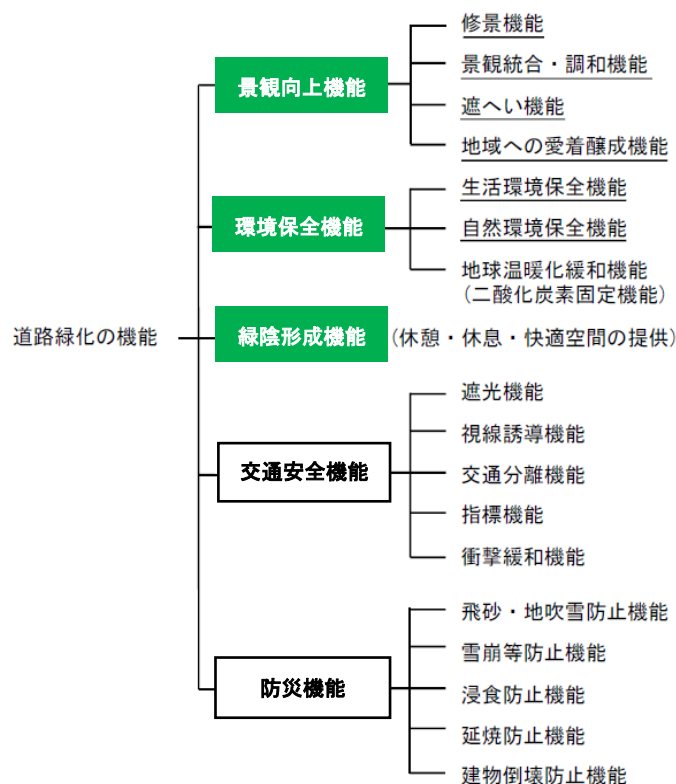 道路緑化の機能
景観向上機能
修景機能
景観統合・調和機能
遮へい機能
地域への愛着醸成機能
環境保全機能
生活環境保全機能
自然環境保全機能
地球温暖化緩和機能
(二酸化炭素固定機能)
緑陰形成機能
(休憩・休息・快適空間の提供)
交通安全機能
遮光機能
視線誘導機能
交通分離機能
指標機能
衝撃緩和機能
防災機能
飛砂・地吹雪防止機能
雪崩等防止機能
浸食防止機能
延焼防止機能
建物倒壊防止機能